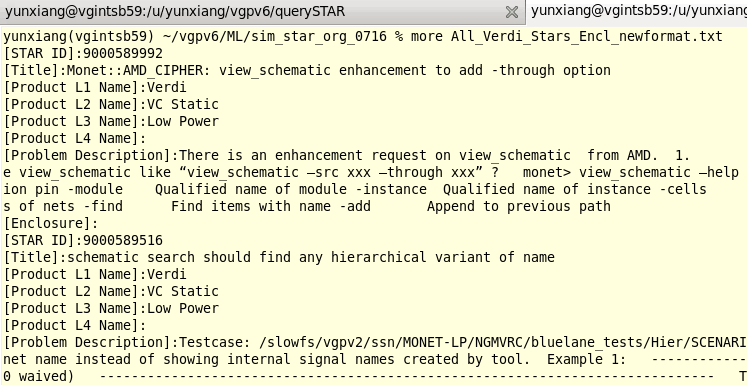 yunxiang@vgintsb59:/u/yunxiang/vgpv6/querySTAR
yunxiang@vgintsb59:/u/yunxiang
yunxiang(vgintsb59) ~/vgpv6/ML/sim_star_org_0716 % more All_Verdi_Stars_Encl_newformat.txt
[STAR ID]:9000589992
[Title]:Monet::AMD_CIPHER: view_schematic enhancement to add -through option
[Product L1 Name]:Verdi
[Product L2 Name]:VC Static
[Product L3 Name]:Low Power
[Product L4 Name]:
[Problem Description]:There is an enhancement request on view_schematic  from AMD.  1.
e view_schematic like “view_schematic –src xxx –through xxx” ?   monet> view_schematic –help
ion pin -module    Qualified name of module -instance  Qualified name of instance -cells
s of nets -find      Find items with name -add       Append to previous path
[Enclosure]:
[STAR ID]:9000589516
[Title]:schematic search should find any hierarchical variant of name
[Product L1 Name]:Verdi
[Product L2 Name]:VC Static
[Product L3 Name]:Low Power
[Product L4 Name]:
[Problem Description]:Testcase: /slowfs/vgpv2/ssn/MONET-LP/NGMVRC/bluelane_tests/Hier/SCENARI
net name instead of showing internal signal names created by tool.  Example 1:   ------------
0 waived)   -----------------------------------------------------------------------------   T